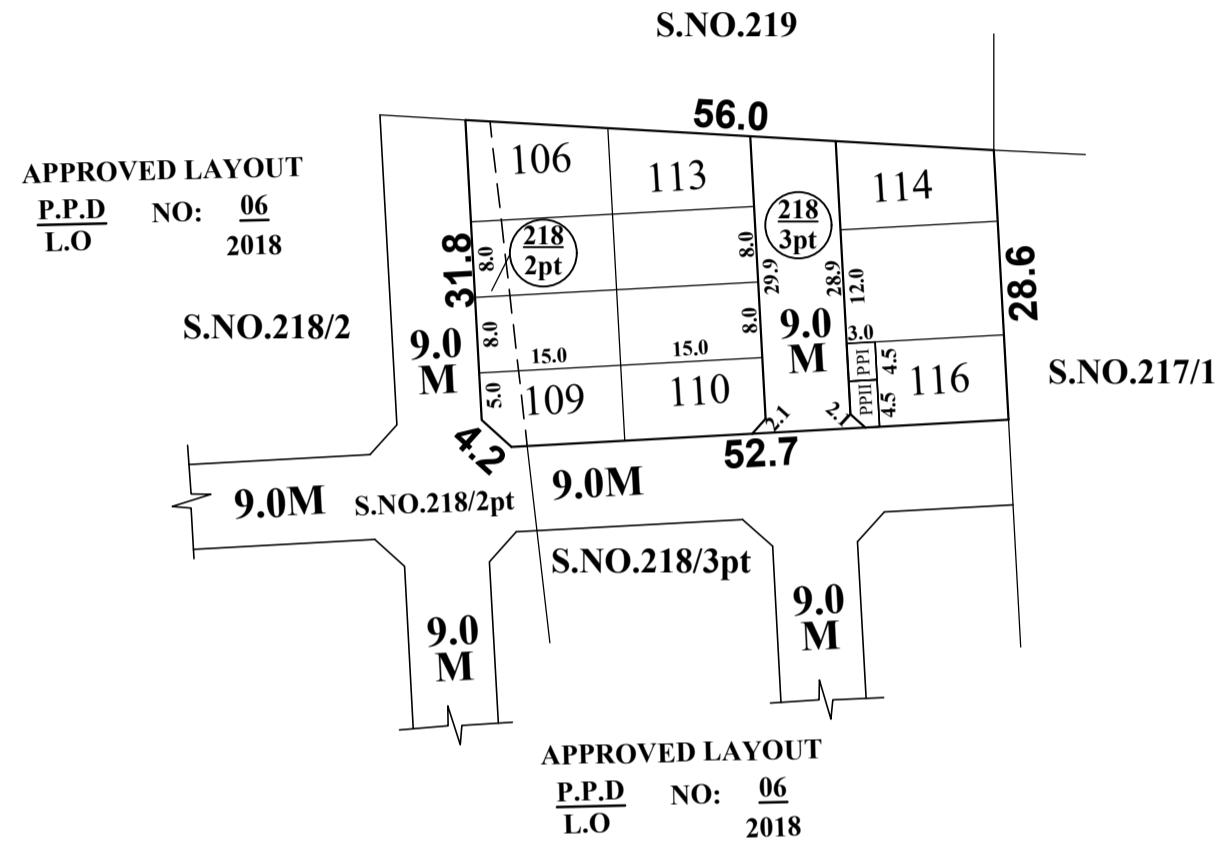 S.NO.219
56.0
APPROVED LAYOUT
P.P.D NO: 06
L.O 2018
106
113
114
218
2pt
218
3pt
31.8
8.0
8.0
29.9
28.9
12.0
28.6
S.NO.218/2
9.0
M
8.0
8.0
9.0
M
3.0
15.0
15.0
PPI
4.5
S.NO.217/1
5.0
109
110
2.1
2.1
PPII
4.5
116
4.2
52.7
9.0M
S.NO.218/2pt
9.0M
S.NO.218/3pt
9.0
M
9.0
M
APPROVED LAYOUT
P.P.D NO: 06
L.O 2018